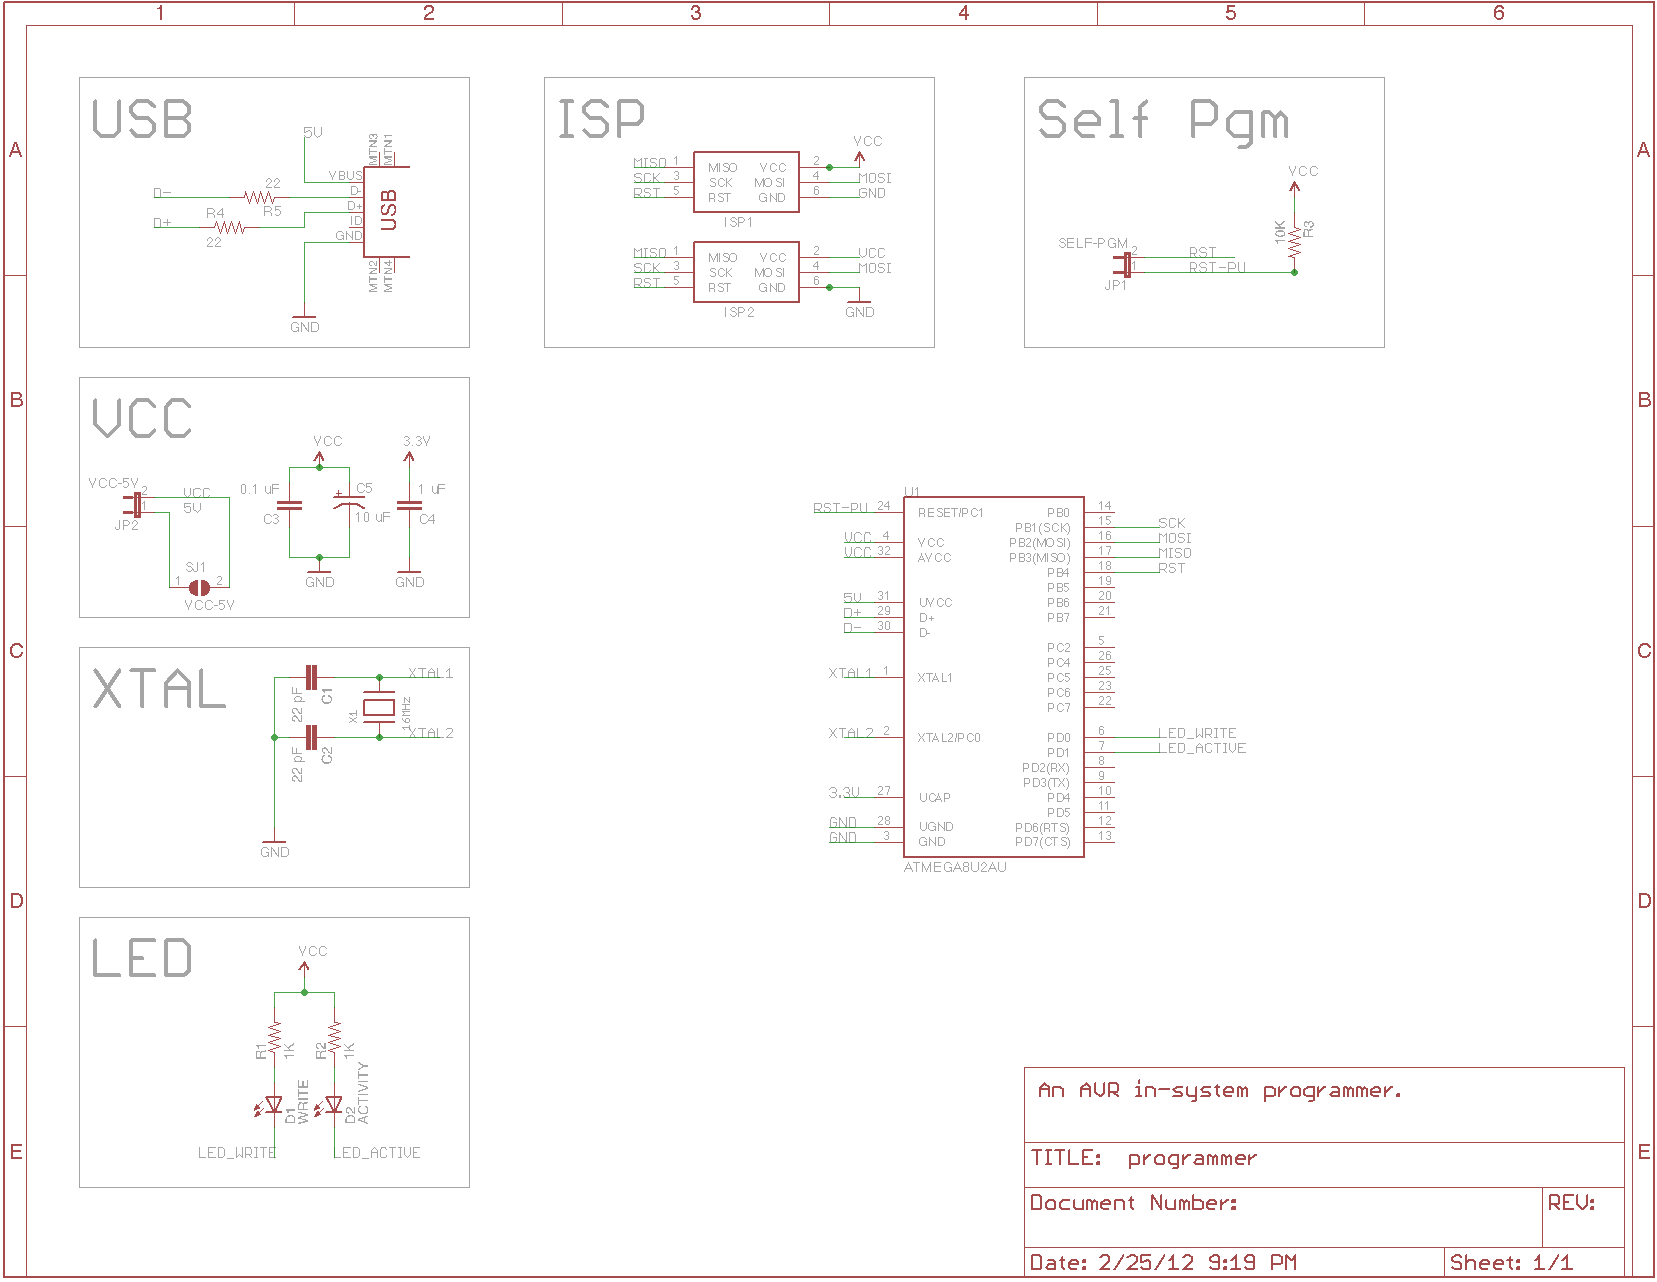 1 2 3 4 5 6
A
B
C
D
E
A
B
C
D
E
USB
5V
MTN3
MTN1
VBUS
D-
D+
ID
GND
USB
MTN2
MTN4
D-
22
R5
D+
R4
22
GND
ISP
VCC
MISO 1 MISO VCC 2
SCK 3 SCK MOSI 4 MOSI
RST 5 RST GND 6 GND
ISP1
MISO 1 MISO VCC 2 VCC
SCK 3 SCK MOSI 4 MOSI
RST 5 RST GND 6
ISP2
GND
Self Pgm
VCC
10K
R3
SELF-PGM
2 RST
1 RST-PU
JP1
VCC
VCC-5V
2 VCC
1 5V
JP2
SJ1
1 2
VCC-5V
VCC
0.1 uF
C3
+
C5
10 uF
GND
3.3V
1 uF
C4
GND
XTAL
22 pF
C1
XTAL1
X1
16MHz
22 pF
C2
XTAL2
GND
LED
VCC
R1
1K
R2
1K
D1
WRITE
D2
ACTIVITY
LED_WRITE
LED_ACTIVE
U1
RST-PU 24 RESET/PC1
VCC 4 VCC
VCC 32 AVCC
5V 31 UVCC
D+ 29 D+
D- 30 D-
XTAL1 1 XTAL1
XTAL2 2 XTAL2/PC0
3.3V 27 UCAP
GND 28 UGND
GND 3 GND
PB0 14
PB1(SCK) 15 SCK
PB2(MOSI) 16 MOSI
PB3(MISO) 17 MISO
PB4 18 RST
PB5 19
PB6 20
PB7 21
PC2 5
PC4 26
PC5 25
PC6 23
PC7 22
PD0 6 LED_WRITE
PD1 7 LED_ACTIVE
PD2(RX) 8
PD3(TX) 9
PD4 10
PD5 11
PD6(RTS) 12
PD7(CTS) 13
ATMEGA8U2AU
An AVR in-system programmer.
TITLE: programmer
Document Number:
REV:
Date: 2/25/12 9:19 PM
Sheet: 1/1